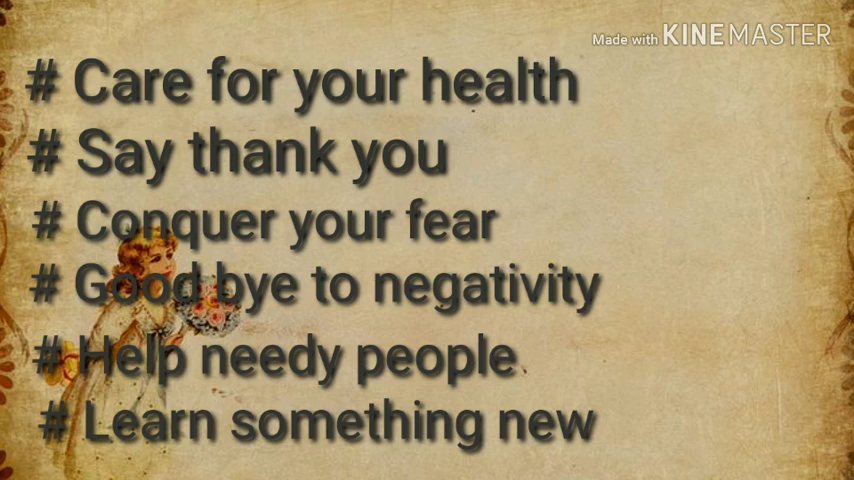 Made with KINEMASTER
# Care for your health
# Say thank you
# Conquer your fear
# Good bye to negativity
# Help needy people
# Learn something new